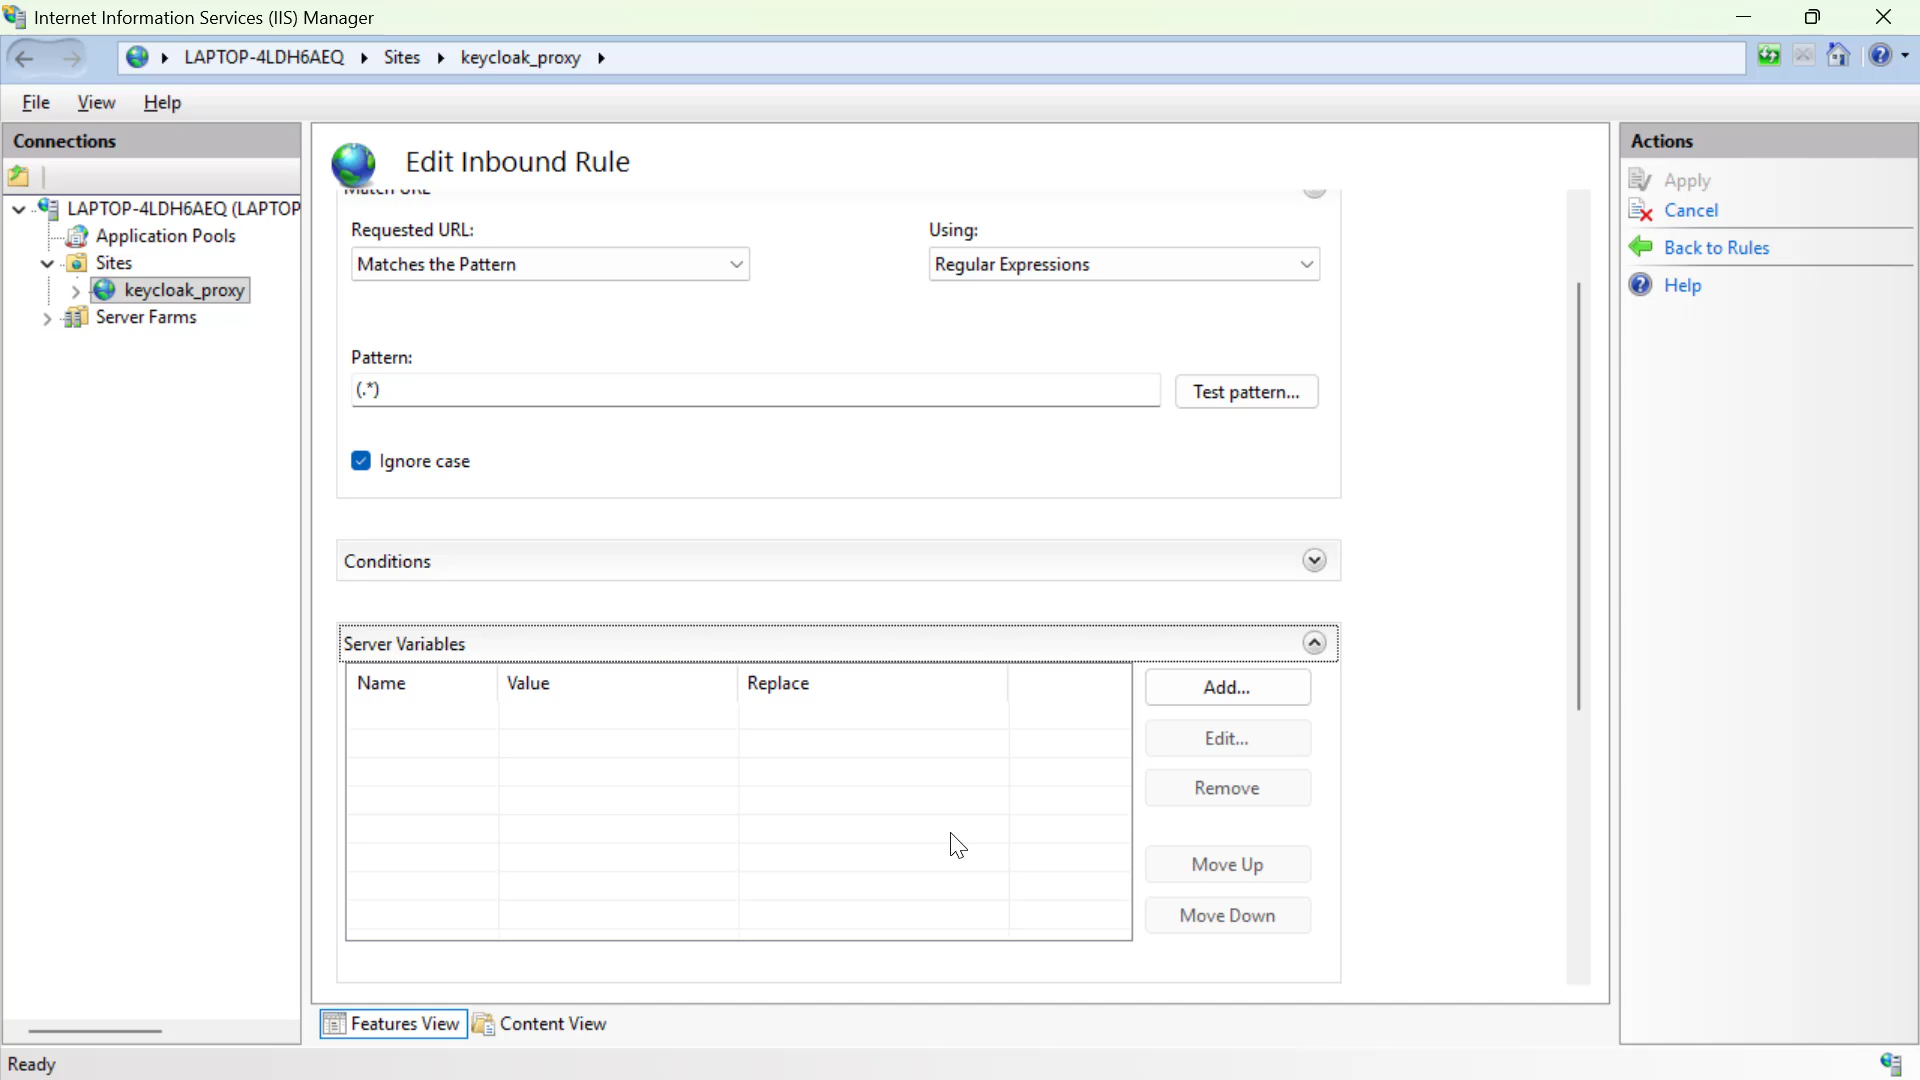 Internet Information Services (IIS) Manager
LAPTOP-4LDH6AEQ
Sites
keycloak_proxy
File
View
Help
Connections
LAPTOP-4LDH6AEQ (LAPTOP
Application Pools
Sites
keycloak_proxy
Server Farms
Edit Inbound Rule
Match URL
Requested URL:
Using:
Matches the Pattern
Regular Expressions
Pattern:
(.*)
Test pattern...
Ignore case
Conditions
Server Variables
Name
Value
Replace
Add...
Edit...
Remove
Move Up
Move Down
Features View
Content View
Actions
Apply
Cancel
Back to Rules
Help
Ready